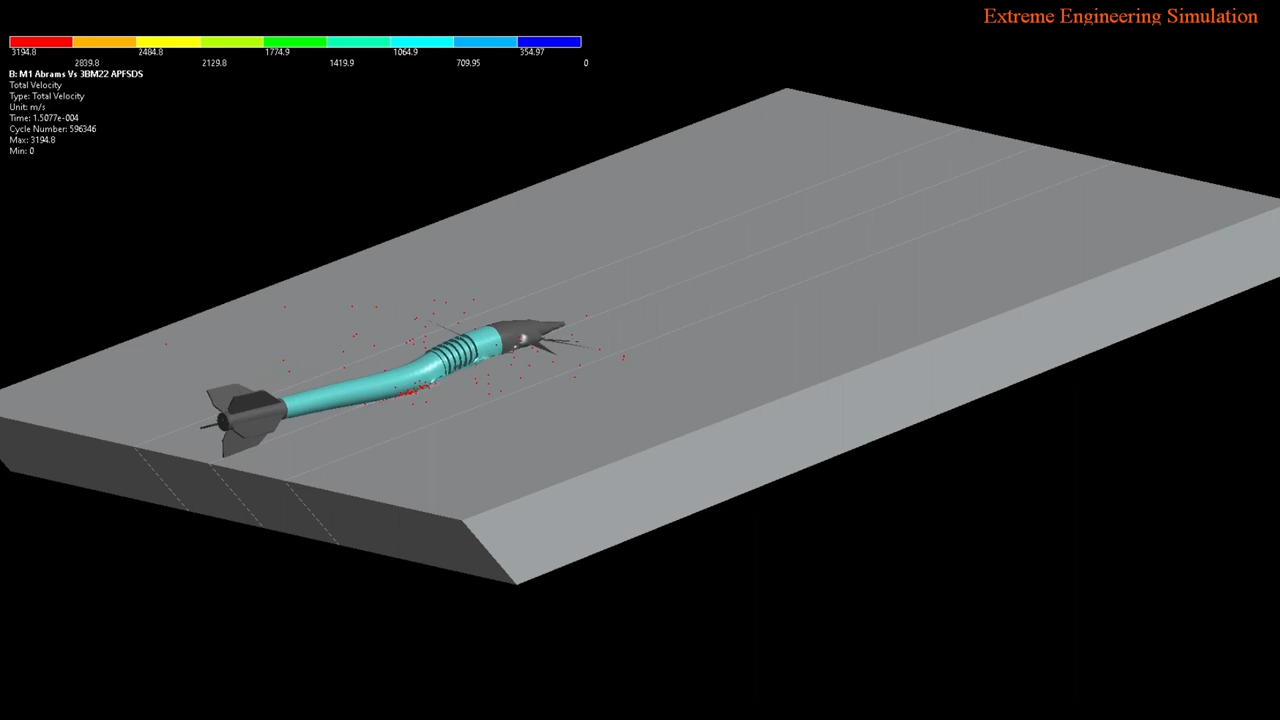 Extreme Engineering Simulation
3194.8 2484.8 1774.9 1064.9 354.97
2839.8 2129.8 1419.9 709.95 0
B: M1 Abrams Vs 3BM22 APFSDS
Total Velocity
Type: Total Velocity
Unit: m/s
Time: 1.5077e-004
Cycle Number: 596346
Max: 3194.8
Min: 0